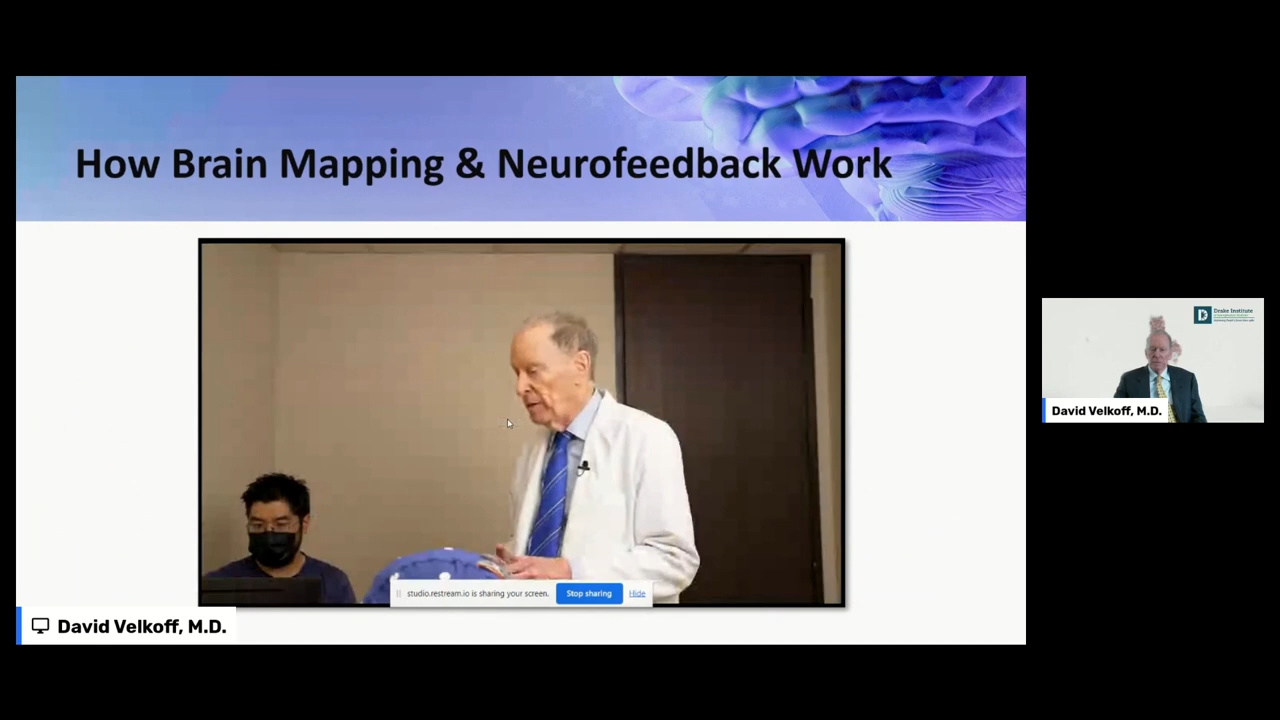 How Brain Mapping & Neurofeedback Work
studio.restream.io is sharing your screen.
Stop sharing
Hide
David Velkoff, M.D.
D
Drake Institute
David Velkoff, M.D.